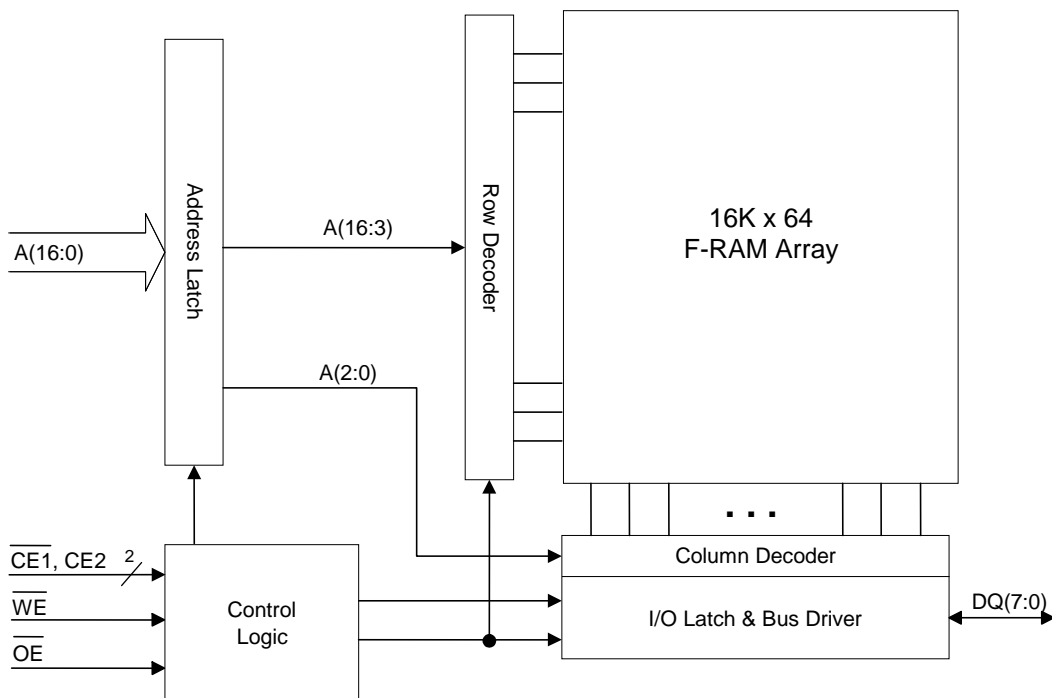 16K x 64
F-RAM Array
Address Latch
Row Decoder
A(16:3)
A(16:0)
A(2:0)
. . .
CE1, CE2
2
Column Decoder
WE
Control
Logic
I/O Latch & Bus Driver
DQ(7:0)
OE